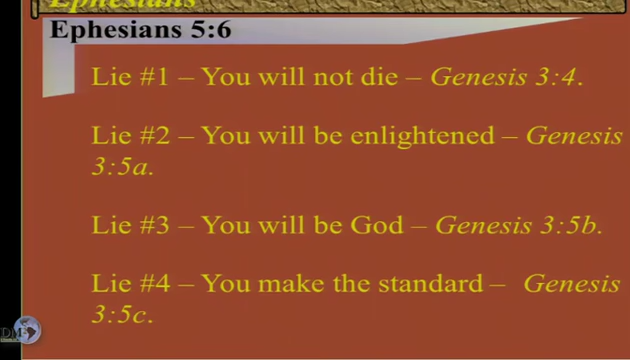 Ephesians
Ephesians 5:6
Lie #1 – You will not die – Genesis 3:4.
Lie #2 – You will be enlightened – Genesis
3:5a.
Lie #3 – You will be God – Genesis 3:5b.
Lie #4 – You make the standard – Genesis
3:5c.
DM